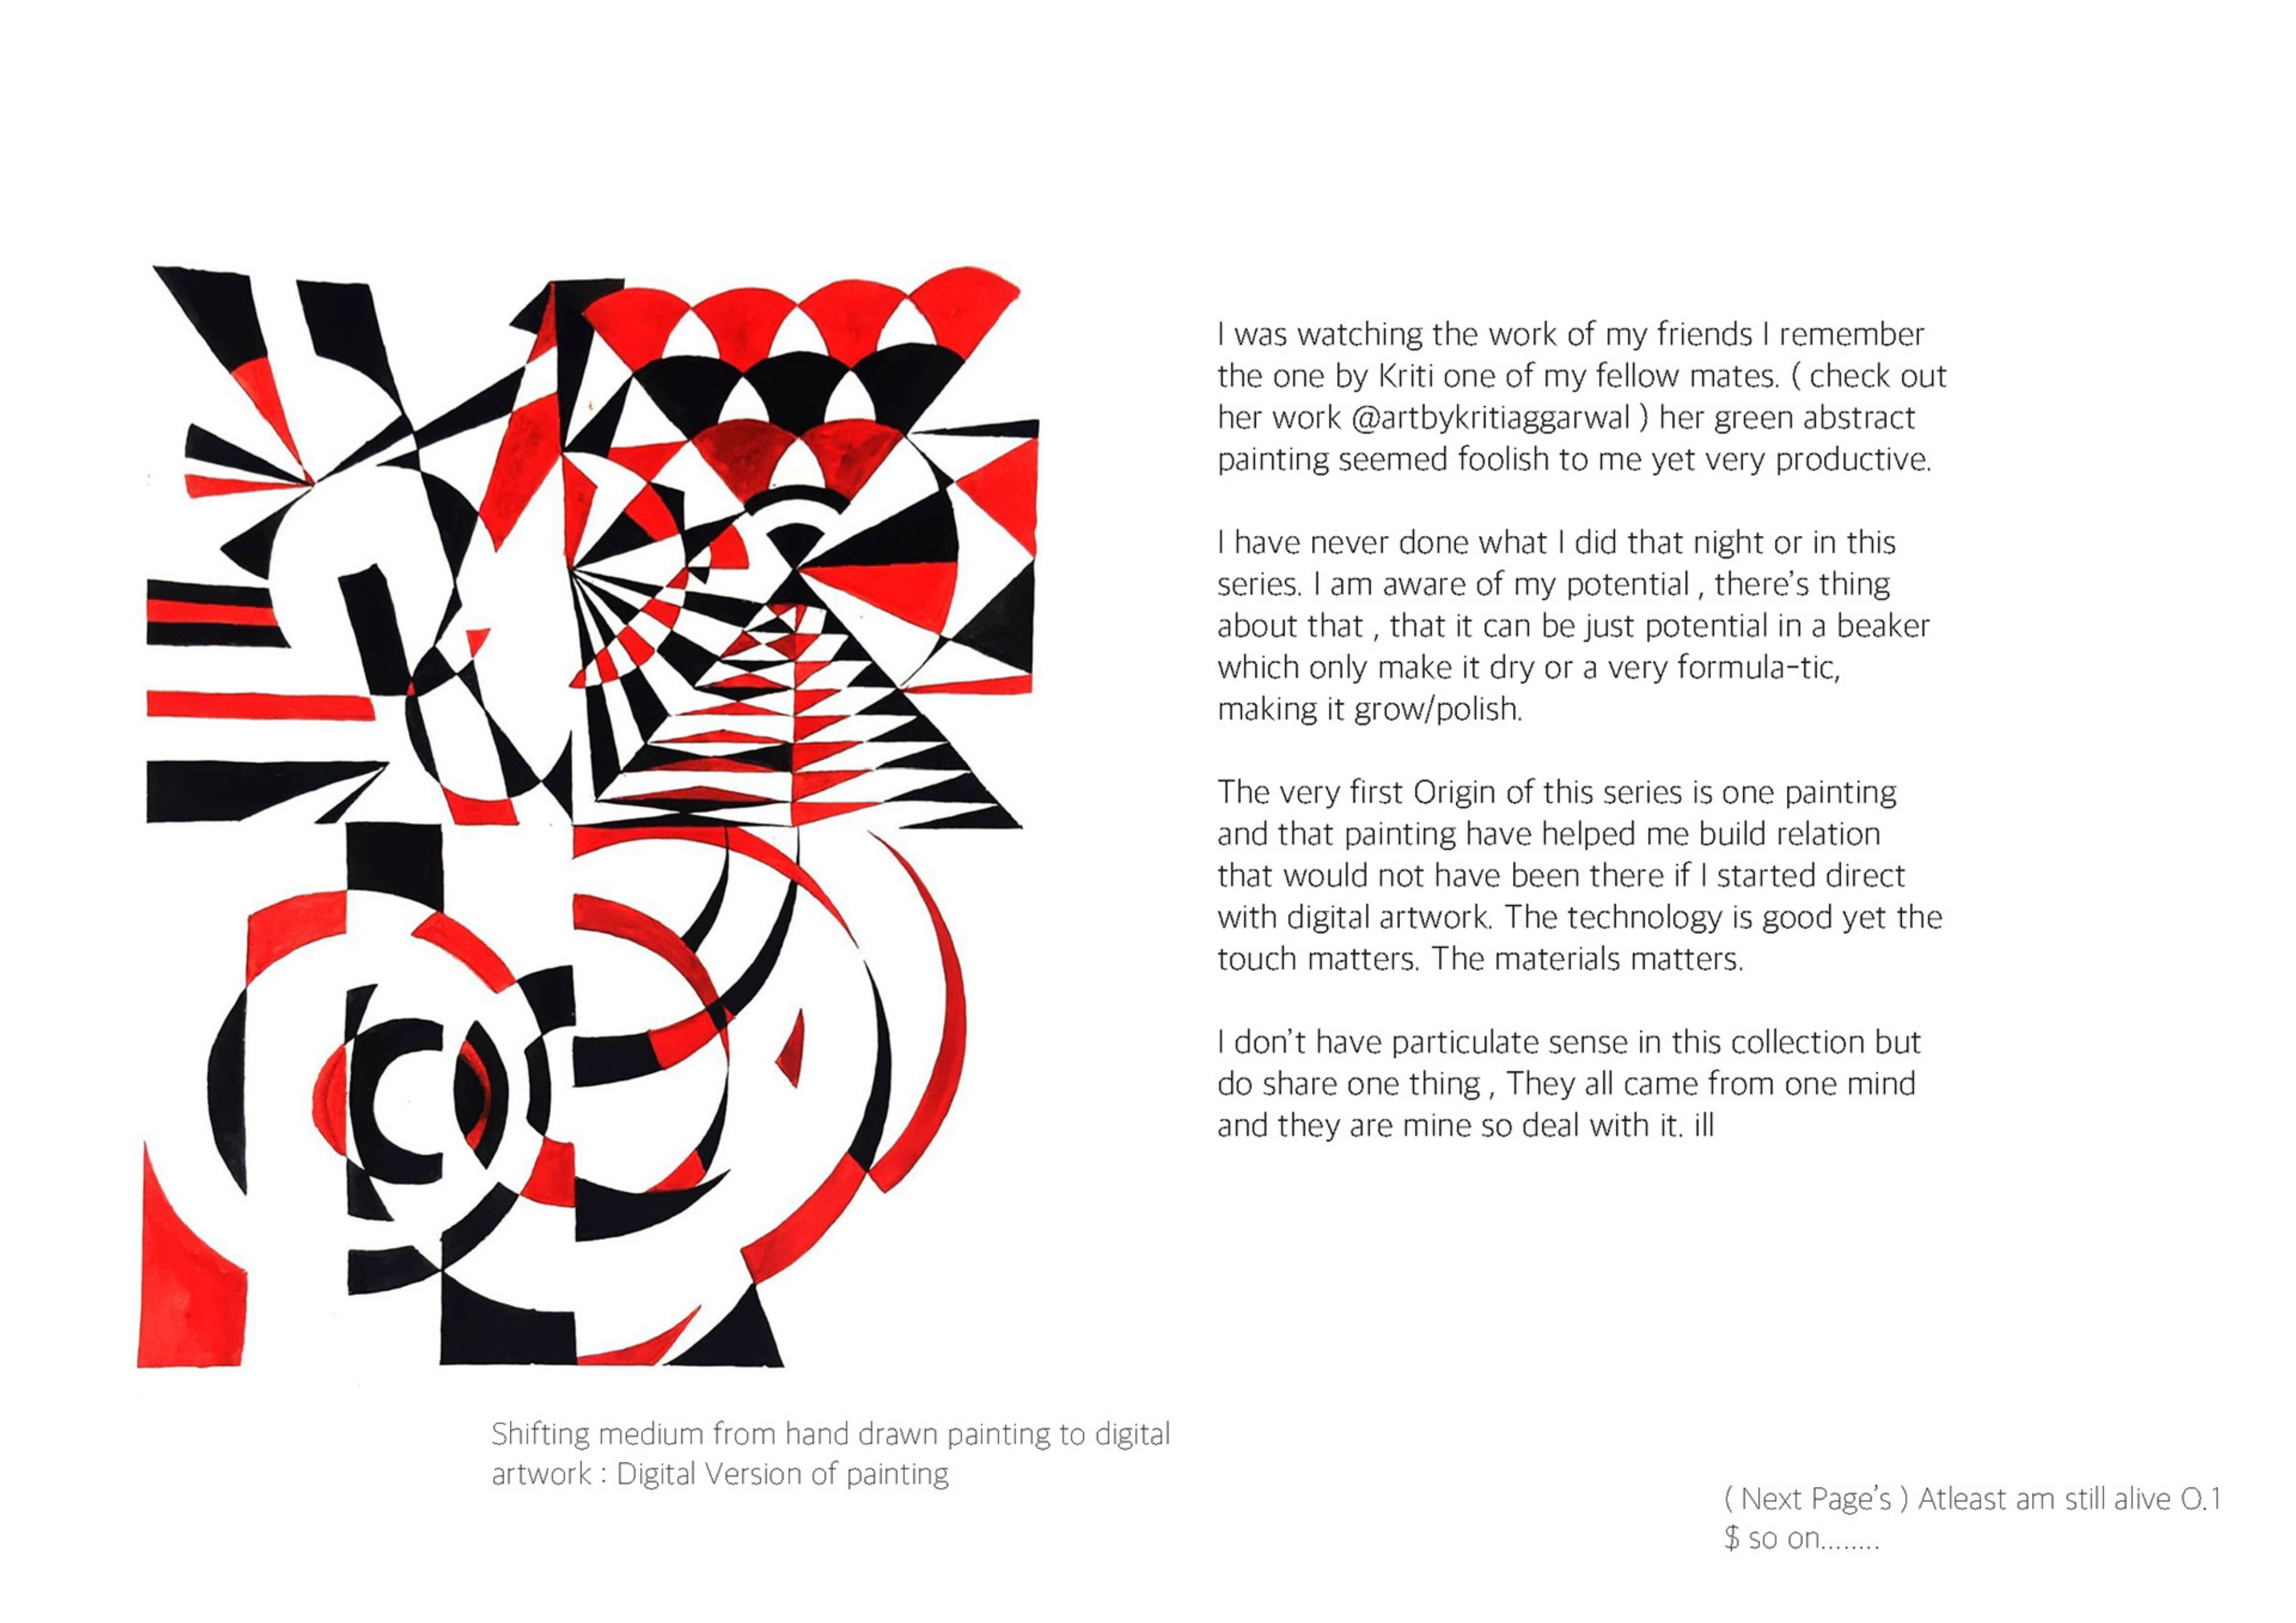 I was watching the work of my friends I remember
the one by Kriti one of my fellow mates. ( check out
her work @artbykritiaggarwal ) her green abstract
painting seemed foolish to me yet very productive.
I have never done what I did that night or in this
series. I am aware of my potential , there's thing
about that , that it can be just potential in a beaker
which only make it dry or a very formula-tic,
making it grow/polish.
The very first Origin of this series is one painting
and that painting have helped me build relation
that would not have been there if I started direct
with digital artwork. The technology is good yet the
touch matters. The materials matters.
I don't have particulate sense in this collection but
do share one thing , They all came from one mind
and they are mine so deal with it. ill
Shifting medium from hand drawn painting to digital
artwork : Digital Version of painting
( Next Page's ) Atleast am still alive 0.1
$ so on........